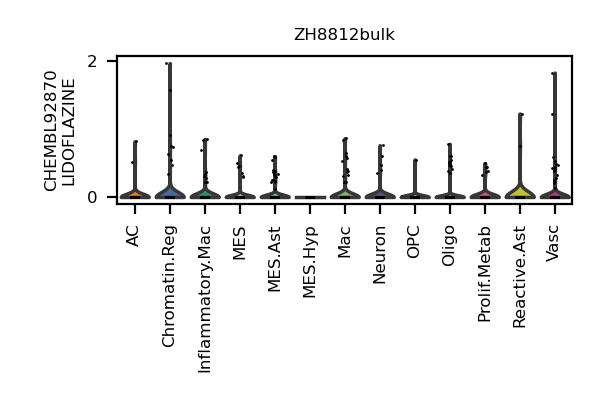 ZH8812bulk
CHEMBL92870
LIDOFLAZINE
2
0
AC
Chromatin.Reg
Inflammatory.Mac
MES
MES.Ast
MES.Hyp
Mac
Neuron
OPC
Oligo
Prolif.Metab
Reactive.Ast
Vasc